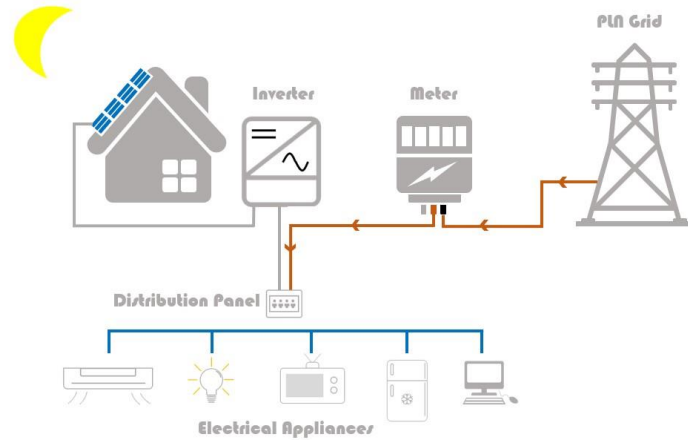 PLN Grid
Inverter
Meter
Distribution Panel
Electrical Appliances